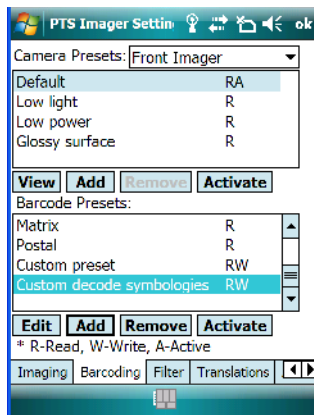 PTS Imager Settin ok
Camera Presets: Front Imager
Default RA
Low light R
Low power R
Glossy surface R
View Add Remove Activate
Barcode Presets:
Matrix R
Postal R
Custom preset RW
Custom decode symbologies RW
Edit Add Remove Activate
* R-Read, W-Write, A-Active
Imaging Barcoding Filter Translations